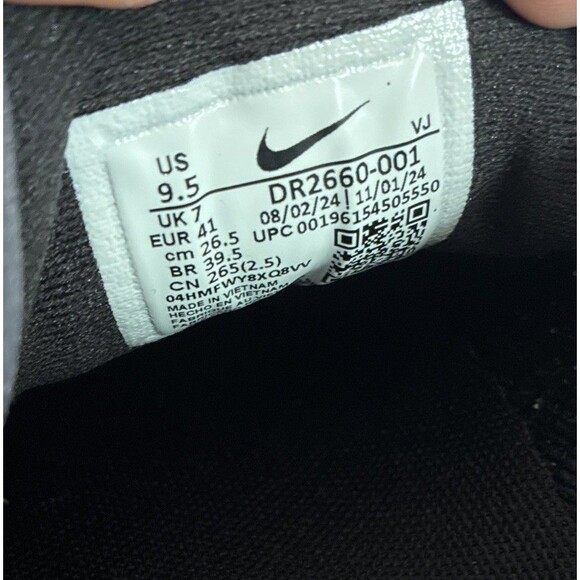 VJ
US
9.5 DR2660-001
UK 7 08/02/24 | 11/01/24
EUR 41 UPC 00196154505550
cm 26.5
BR 39.5
CN 265(2.5)
04HMFWY8XQ8VV
MADE IN VIETNAM
HECHO EN VIETNAM